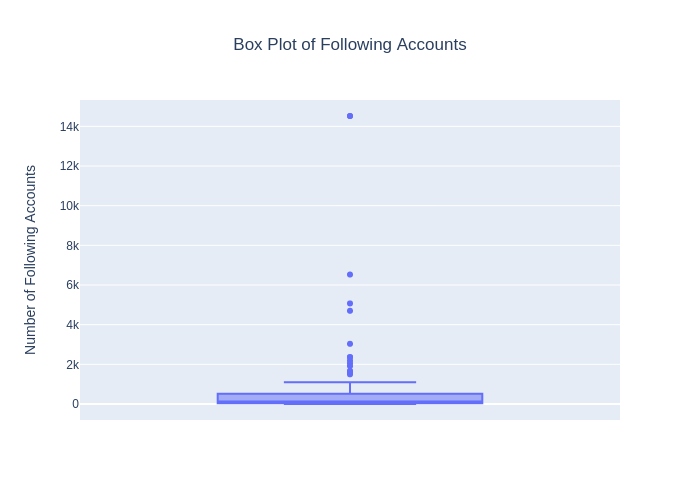 Box Plot of Following Accounts
Number of Following Accounts
14k
12k
10k
8k
6k
4k
2k
0